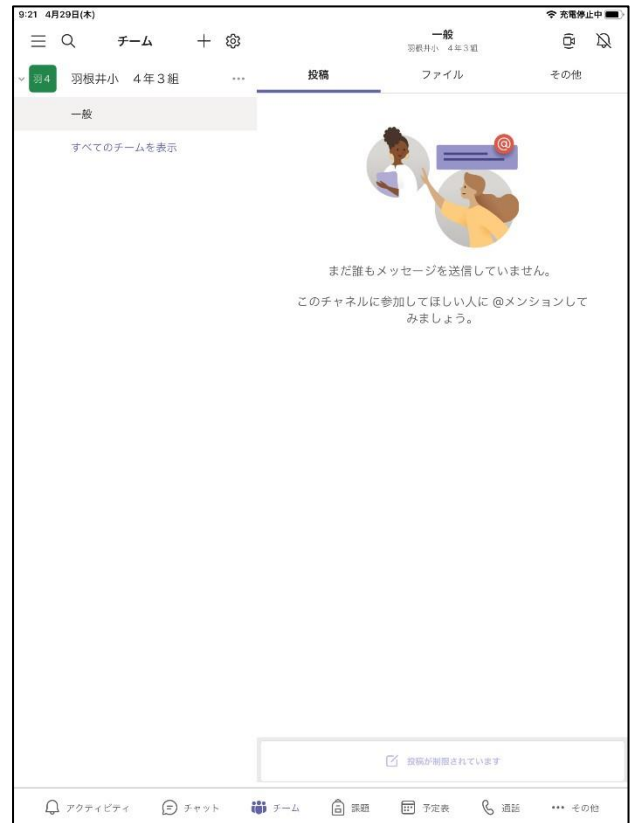 9:21 4月29日(木)
充電停止中
チーム
一般
羽根井小 4年3組
羽4
羽根井小 4年3組
投稿
ファイル
その他
一般
すべてのチームを表示
@
まだ誰もメッセージを送信していません。
このチャネルに参加してほしい人に @メンションして
みましょう。
投稿が制限されています
アクティビティ
チャット
チーム
課題
予定表
通話
その他